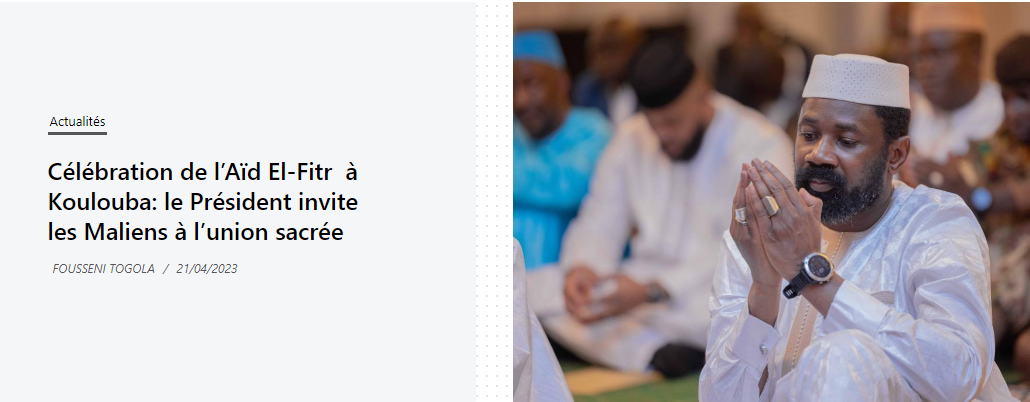 Actualités
Célébration de l’Aïd El-Fitr  à
Koulouba: le Président invite
les Maliens à l’union sacrée
FOUSSENI TOGOLA / 21/04/2023